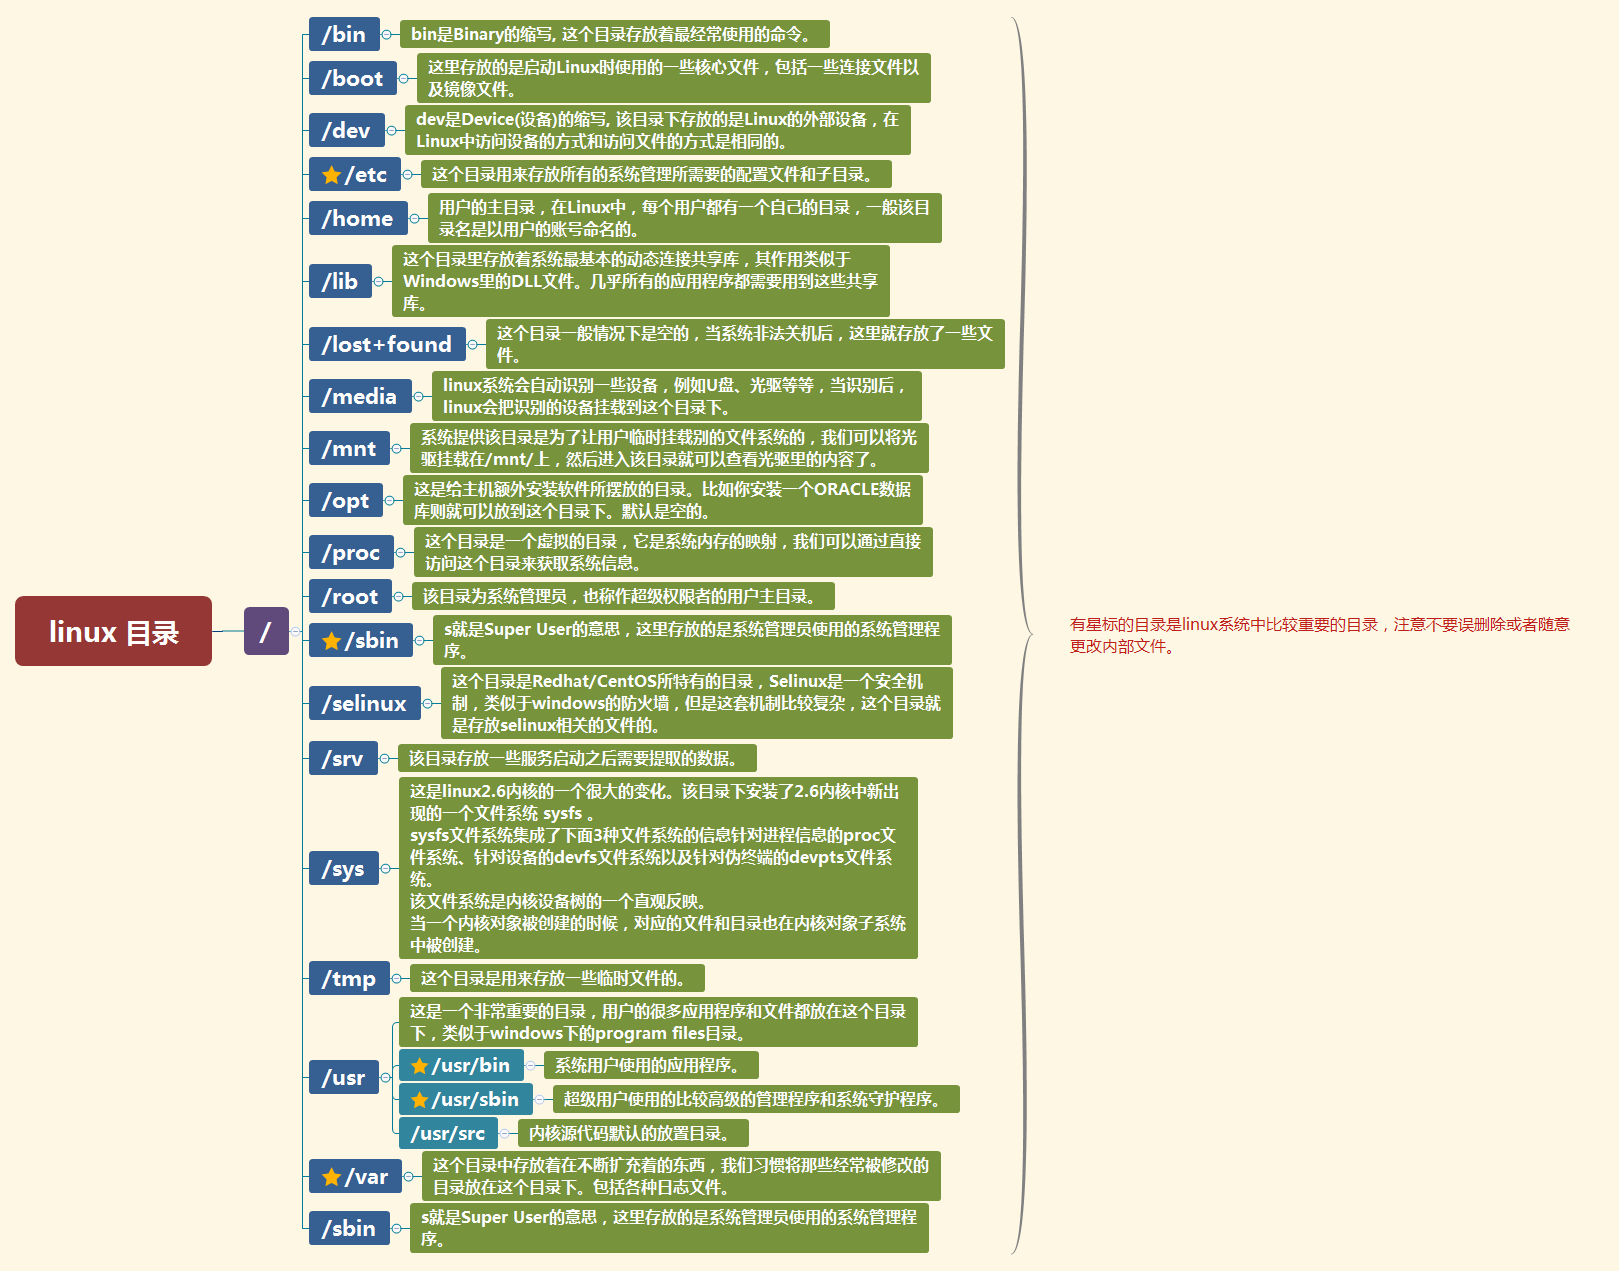 linux 目录
/
/bin
bin是Binary的缩写, 这个目录存放着最经常使用的命令。
/boot
这里存放的是启动Linux时使用的一些核心文件，包括一些连接文件以
及镜像文件。
/dev
dev是Device(设备)的缩写, 该目录下存放的是Linux的外部设备，在
Linux中访问设备的方式和访问文件的方式是相同的。
/etc
这个目录用来存放所有的系统管理所需要的配置文件和子目录。
/home
用户的主目录，在Linux中，每个用户都有一个自己的目录，一般该目
录名是以用户的账号命名的。
/lib
这个目录里存放着系统最基本的动态连接共享库，其作用类似于
Windows里的DLL文件。几乎所有的应用程序都需要用到这些共享
库。
/lost+found
这个目录一般情况下是空的，当系统非法关机后，这里就存放了一些文
件。
/media
linux系统会自动识别一些设备，例如U盘、光驱等等，当识别后，
linux会把识别的设备挂载到这个目录下。
/mnt
系统提供该目录是为了让用户临时挂载别的文件系统的，我们可以将光
驱挂载在/mnt/上，然后进入该目录就可以查看光驱里的内容了。
/opt
这是给主机额外安装软件所摆放的目录。比如你安装一个ORACLE数据
库则就可以放到这个目录下。默认是空的。
/proc
这个目录是一个虚拟的目录，它是系统内存的映射，我们可以通过直接
访问这个目录来获取系统信息。
/root
该目录为系统管理员，也称作超级权限者的用户主目录。
/sbin
s就是Super User的意思，这里存放的是系统管理员使用的系统管理程
序。
/selinux
这个目录是Redhat/CentOS所特有的目录，Selinux是一个安全机
制，类似于windows的防火墙，但是这套机制比较复杂，这个目录就
是存放selinux相关的文件的。
/srv
该目录存放一些服务启动之后需要提取的数据。
/sys
这是linux2.6内核的一个很大的变化。该目录下安装了2.6内核中新出
现的一个文件系统 sysfs 。
sysfs文件系统集成了下面3种文件系统的信息针对进程信息的proc文
件系统、针对设备的devfs文件系统以及针对伪终端的devpts文件系
统。
该文件系统是内核设备树的一个直观反映。
当一个内核对象被创建的时候，对应的文件和目录也在内核对象子系统
中被创建。
/tmp
这个目录是用来存放一些临时文件的。
/usr
这是一个非常重要的目录，用户的很多应用程序和文件都放在这个目录
下，类似于windows下的program files目录。
/usr/bin
系统用户使用的应用程序。
/usr/sbin
超级用户使用的比较高级的管理程序和系统守护程序。
/usr/src
内核源代码默认的放置目录。
/var
这个目录中存放着在不断扩充着的东西，我们习惯将那些经常被修改的
目录放在这个目录下。包括各种日志文件。
/sbin
s就是Super User的意思，这里存放的是系统管理员使用的系统管理程
序。
有星标的目录是linux系统中比较重要的目录，注意不要误删除或者随意
更改内部文件。